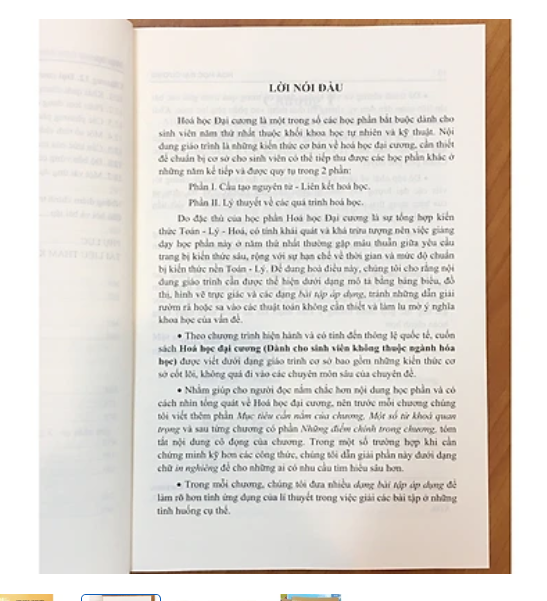 LỜI NÓI ĐẦU
Hoá học Đại cương là một trong số các học phần bắt buộc dành cho
sinh viên năm thứ nhất thuộc khối khoa học tự nhiên và kỹ thuật. Nội
dung giáo trình là những kiến thức cơ bản về hoá học đại cương, cần thiết
để chuẩn bị cơ sở cho sinh viên có thể tiếp thu được các học phần khác ở
những năm kế tiếp và được quy tụ trong 2 phần:
Phần I. Cấu tạo nguyên tử - Liên kết hoá học.
Phần II. Lý thuyết về các quá trình hoá học.
Do đặc thù của học phần Hoá học Đại cương là sự tổng hợp kiến
thức Toán - Lý - Hoá, có tính khái quát và khá trừu tượng nên việc giảng
dạy học phần này ở năm thứ nhất thường gặp mâu thuẫn giữa yêu cầu
trang bị kiến thức sâu, rộng với sự hạn chế về thời gian và mức độ chuẩn
bị kiến thức nền Toán - Lý. Để dung hoà điều này, chúng tôi cho rằng nội
dung giáo trình cần được thể hiện dưới dạng mô tả bằng bảng biểu, đồ
thị, hình vẽ trực giác và các dạng bài tập áp dụng, tránh những dẫn giải
rườm rà hoặc sa vào các thuật toán không cần thiết và làm lu mờ ý nghĩa
khoa học của vấn đề.
• Theo chương trình hiện hành và có tính đến thông lệ quốc tế, cuốn
sách Hoá học đại cương (Dành cho sinh viên không thuộc ngành hóa
học) được viết dưới dạng giáo trình cơ sở bao gồm những kiến thức cơ
sở cốt lõi, không quá đi vào các chuyên môn sâu của chuyên đề.
• Nhằm giúp cho người đọc nắm chắc hơn nội dung học phần và có
cách nhìn tổng quát về Hoá học đại cương, nên trước mỗi chương chúng
tôi viết thêm phần Mục tiêu cần nắm của chương, Một số từ khoá quan
trọng và sau từng chương có phần Những điểm chính trong chương, tóm
tắt nội dung cô đọng của chương. Trong một số trường hợp khi cần
chứng minh kỹ hơn các công thức, chúng tôi dẫn giải phần này dưới dạng
chữ in nghiêng để cho những ai có nhu cầu tìm hiểu sâu hơn.
• Trong mỗi chương, chúng tôi đưa nhiều dạng bài tập áp dụng để
làm rõ hơn tính ứng dụng của lí thuyết trong việc giải các bài tập ở những
tình huống cụ thể.